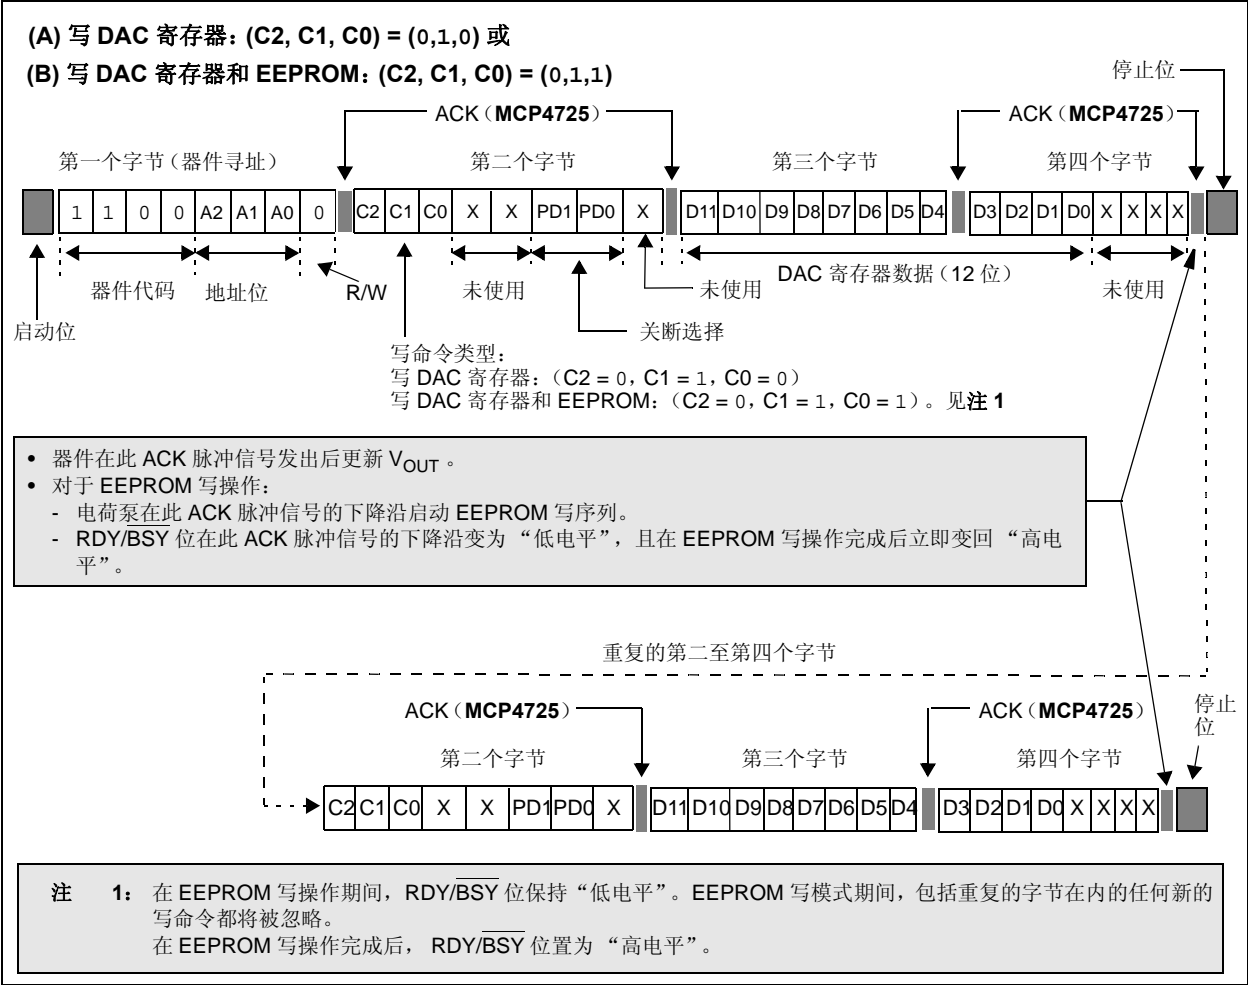 (A) 写 DAC 寄存器：(C2, C1, C0) = (0,1,0) 或
(B) 写 DAC 寄存器和 EEPROM：(C2, C1, C0) = (0,1,1)
停止位
ACK（MCP4725）
ACK（MCP4725）
第一个字节（器件寻址）
第二个字节
第三个字节
第四个字节
1 1 0 0 A2 A1 A0 0 C2 C1 C0 X X PD1 PD0 X D11 D10 D9 D8 D7 D6 D5 D4 D3 D2 D1 D0 X X X X
器件代码
地址位
R/W
未使用
未使用
DAC 寄存器数据（12 位）
未使用
启动位
关断选择
写命令类型：
写 DAC 寄存器：（C2 = 0，C1 = 1，C0 = 0）
写 DAC 寄存器和 EEPROM：（C2 = 0，C1 = 1，C0 = 1）。见注 1
• 器件在此 ACK 脉冲信号发出后更新 VOUT 。
• 对于 EEPROM 写操作：
- 电荷泵在此 ACK 脉冲信号的下降沿启动 EEPROM 写序列。
- RDY/BSY 位在此 ACK 脉冲信号的下降沿变为 “低电平”，且在 EEPROM 写操作完成后立即变回 “高电
平”。
重复的第二至第四个字节
ACK（MCP4725）
ACK（MCP4725）
停止
位
第二个字节
第三个字节
第四个字节
C2 C1 C0 X X PD1 PD0 X D11 D10 D9 D8 D7 D6 D5 D4 D3 D2 D1 D0 X X X X
注 1： 在 EEPROM 写操作期间，RDY/BSY 位保持“低电平”。EEPROM 写模式期间，包括重复的字节在内的任何新的
写命令都将被忽略。
在 EEPROM 写操作完成后， RDY/BSY 位置为 “高电平”。